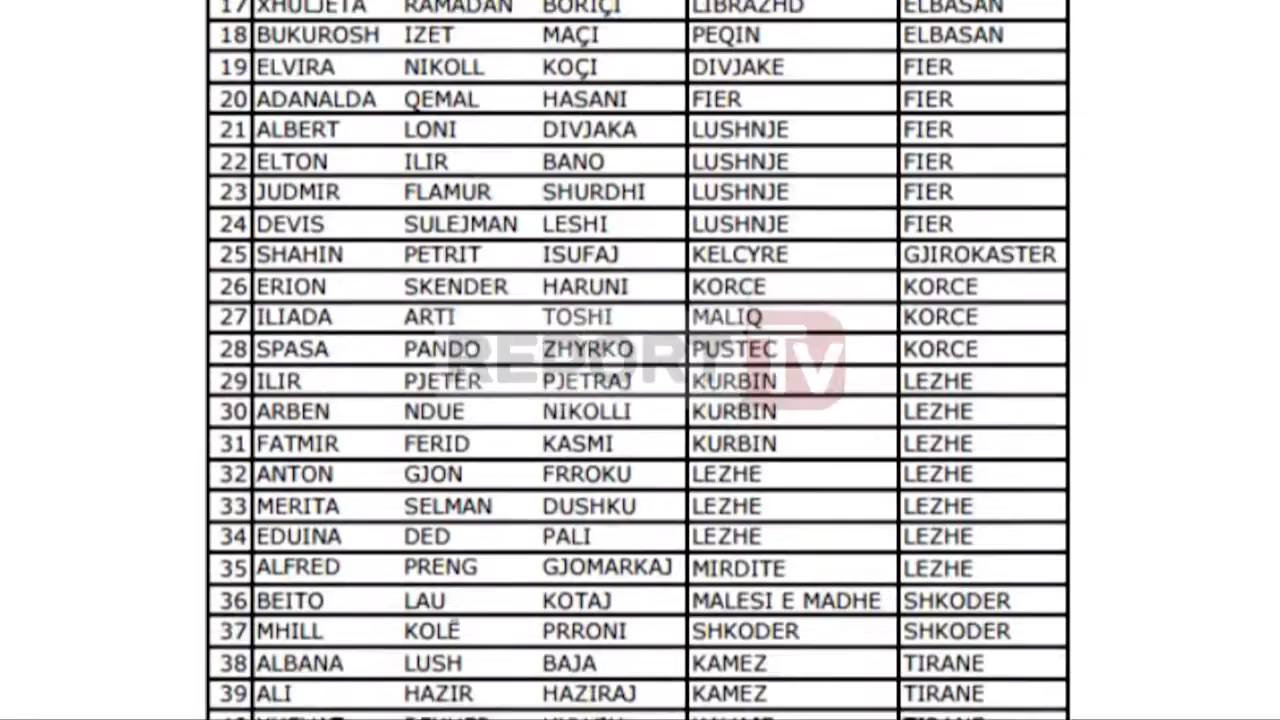 17 XHULJETA RAMADAN BORIÇI LIBRAZHD ELBASAN
18 BUKUROSH IZET MAÇI PEQIN ELBASAN
19 ELVIRA NIKOLL KOÇI DIVJAKE FIER
20 ADANALDA QEMAL HASANI FIER FIER
21 ALBERT LONI DIVJAKA LUSHNJE FIER
22 ELTON ILIR BANO LUSHNJE FIER
23 JUDMIR FLAMUR SHURDHI LUSHNJE FIER
24 DEVIS SULEJMAN LESHI LUSHNJE FIER
25 SHAHIN PETRIT ISUFAJ KELCYRE GJIROKASTER
26 ERION SKENDER HARUNI KORCE KORCE
27 ILIADA ARTI TOSHI MALIQ KORCE
28 SPASA PANDO ZHYRKO PUSTEC KORCE
REPORT TV
29 ILIR PJETËR PJETRAJ KURBIN LEZHE
30 ARBEN NDUE NIKOLLI KURBIN LEZHE
31 FATMIR FERID KASMI KURBIN LEZHE
32 ANTON GJON FRROKU LEZHE LEZHE
33 MERITA SELMAN DUSHKU LEZHE LEZHE
34 EDUINA DED PALI LEZHE LEZHE
35 ALFRED PRENG GJOMARKAJ MIRDITE LEZHE
36 BEITO LAU KOTAJ MALESI E MADHE SHKODER
37 MHILL KOLË PRRONI SHKODER SHKODER
38 ALBANA LUSH BAJA KAMEZ TIRANE
39 ALI HAZIR HAZIRAJ KAMEZ TIRANE